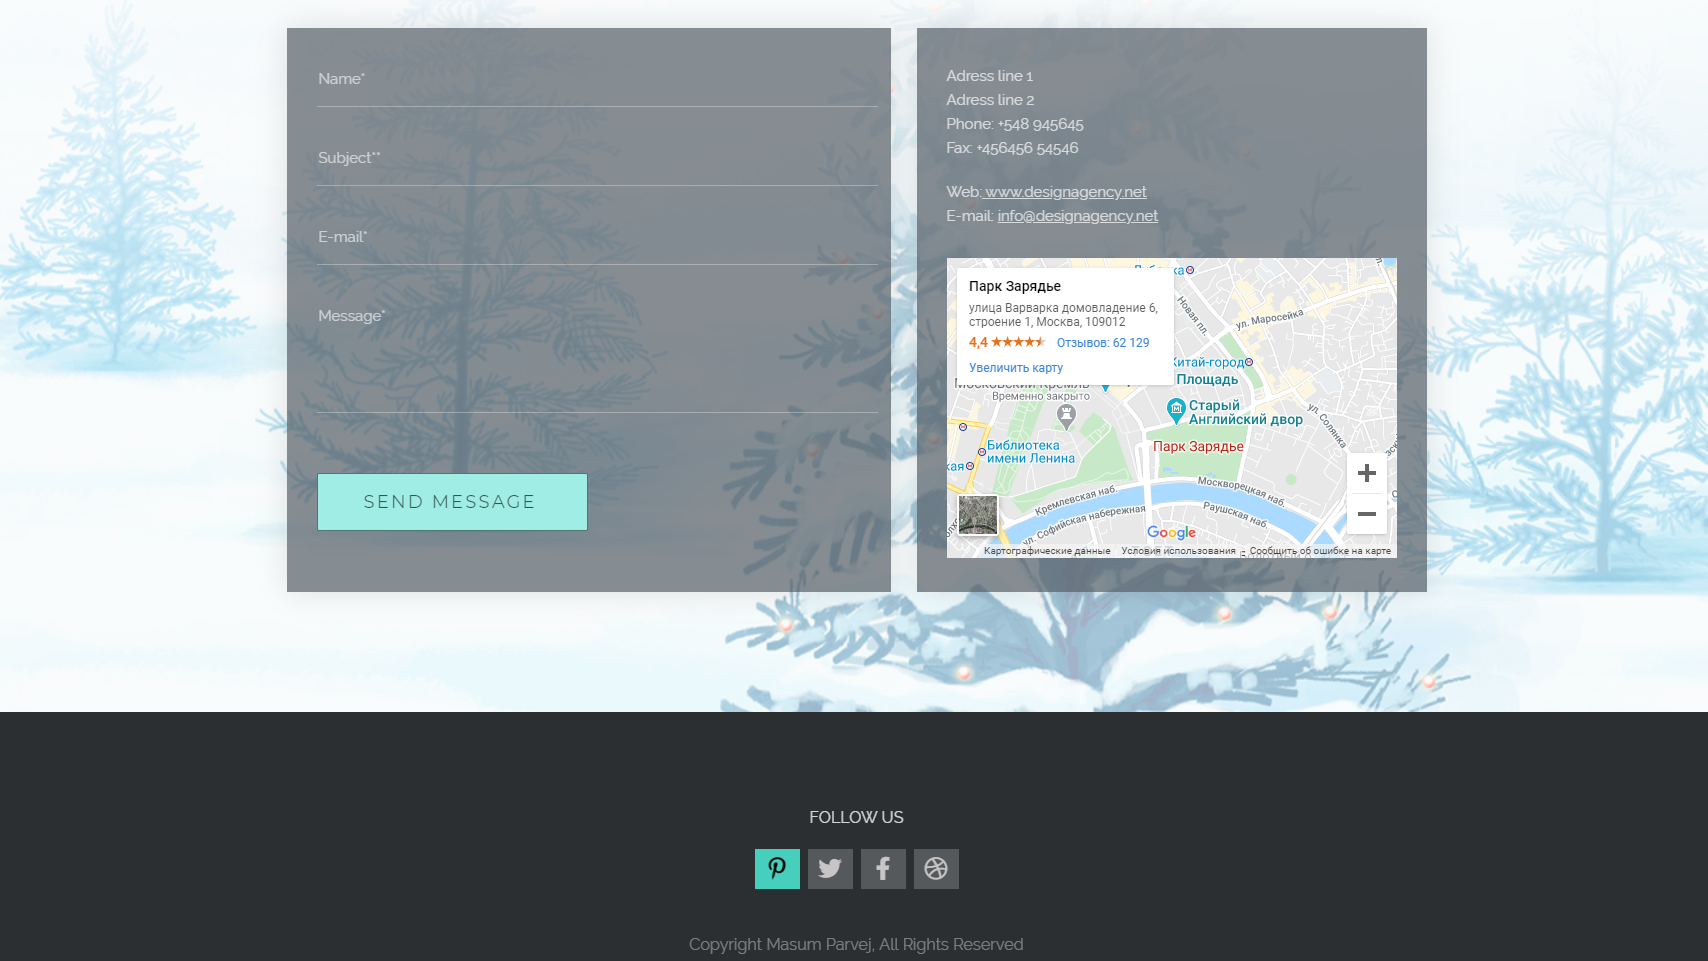 Name*
Subject**
E-mail*
Message*
SEND MESSAGE
Adress line 1
Adress line 2
Phone: +548 945645
Fax: +456456 54546
Web: www.designagency.net
E-mail: info@designagency.net
Парк Зарядье
улица Варварка домовладение 6,
строение 1, Москва, 109012
4,4 Отзывов: 62 129
Увеличить карту
Новая пл.
ул. Маросейка
Китай-город
Площадь
Московский Кремль
Временно закрыто
Старый
Английский двор
ул. Солянка
Библиотека
имени Ленина
Парк Зарядье
Кремлевская наб.
Москворецкая наб.
ул. Софийская набережная
Раушская наб.
Google
Картографические данные Условия использования Сообщить об ошибке на карте
FOLLOW US
Copyright Masum Parvej, All Rights Reserved